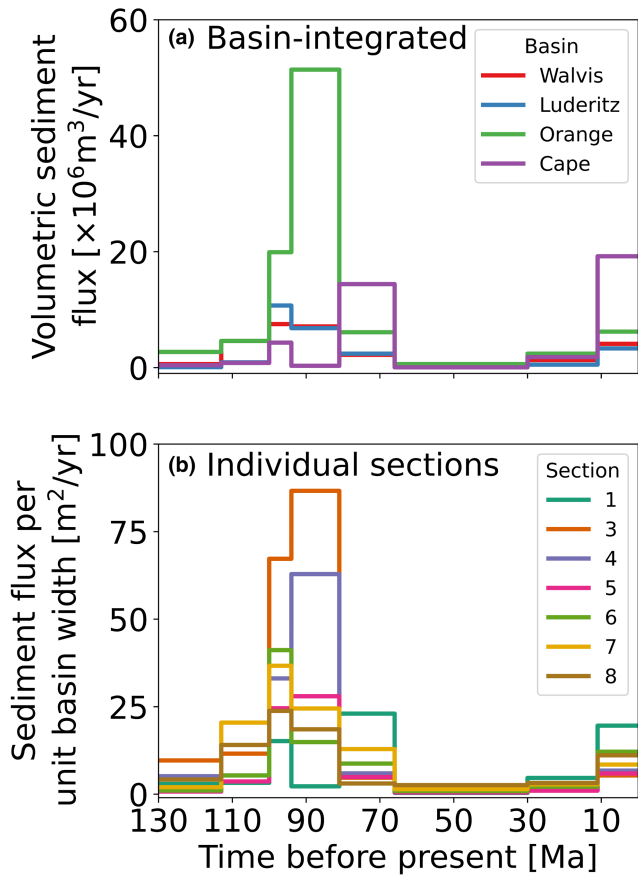 (a) Basin-integrated
Volumetric sediment
flux [×10⁶m³/yr)
60
40
20
0
Basin
Walvis
Luderitz
Orange
Cape
(b) Individual sections
Sediment flux per
unit basin width [m²/yr]
100
75
50
25
0
Section
1
3
4
5
6
7
8
130 110 90 70 50 30 10
Time before present [Ma]